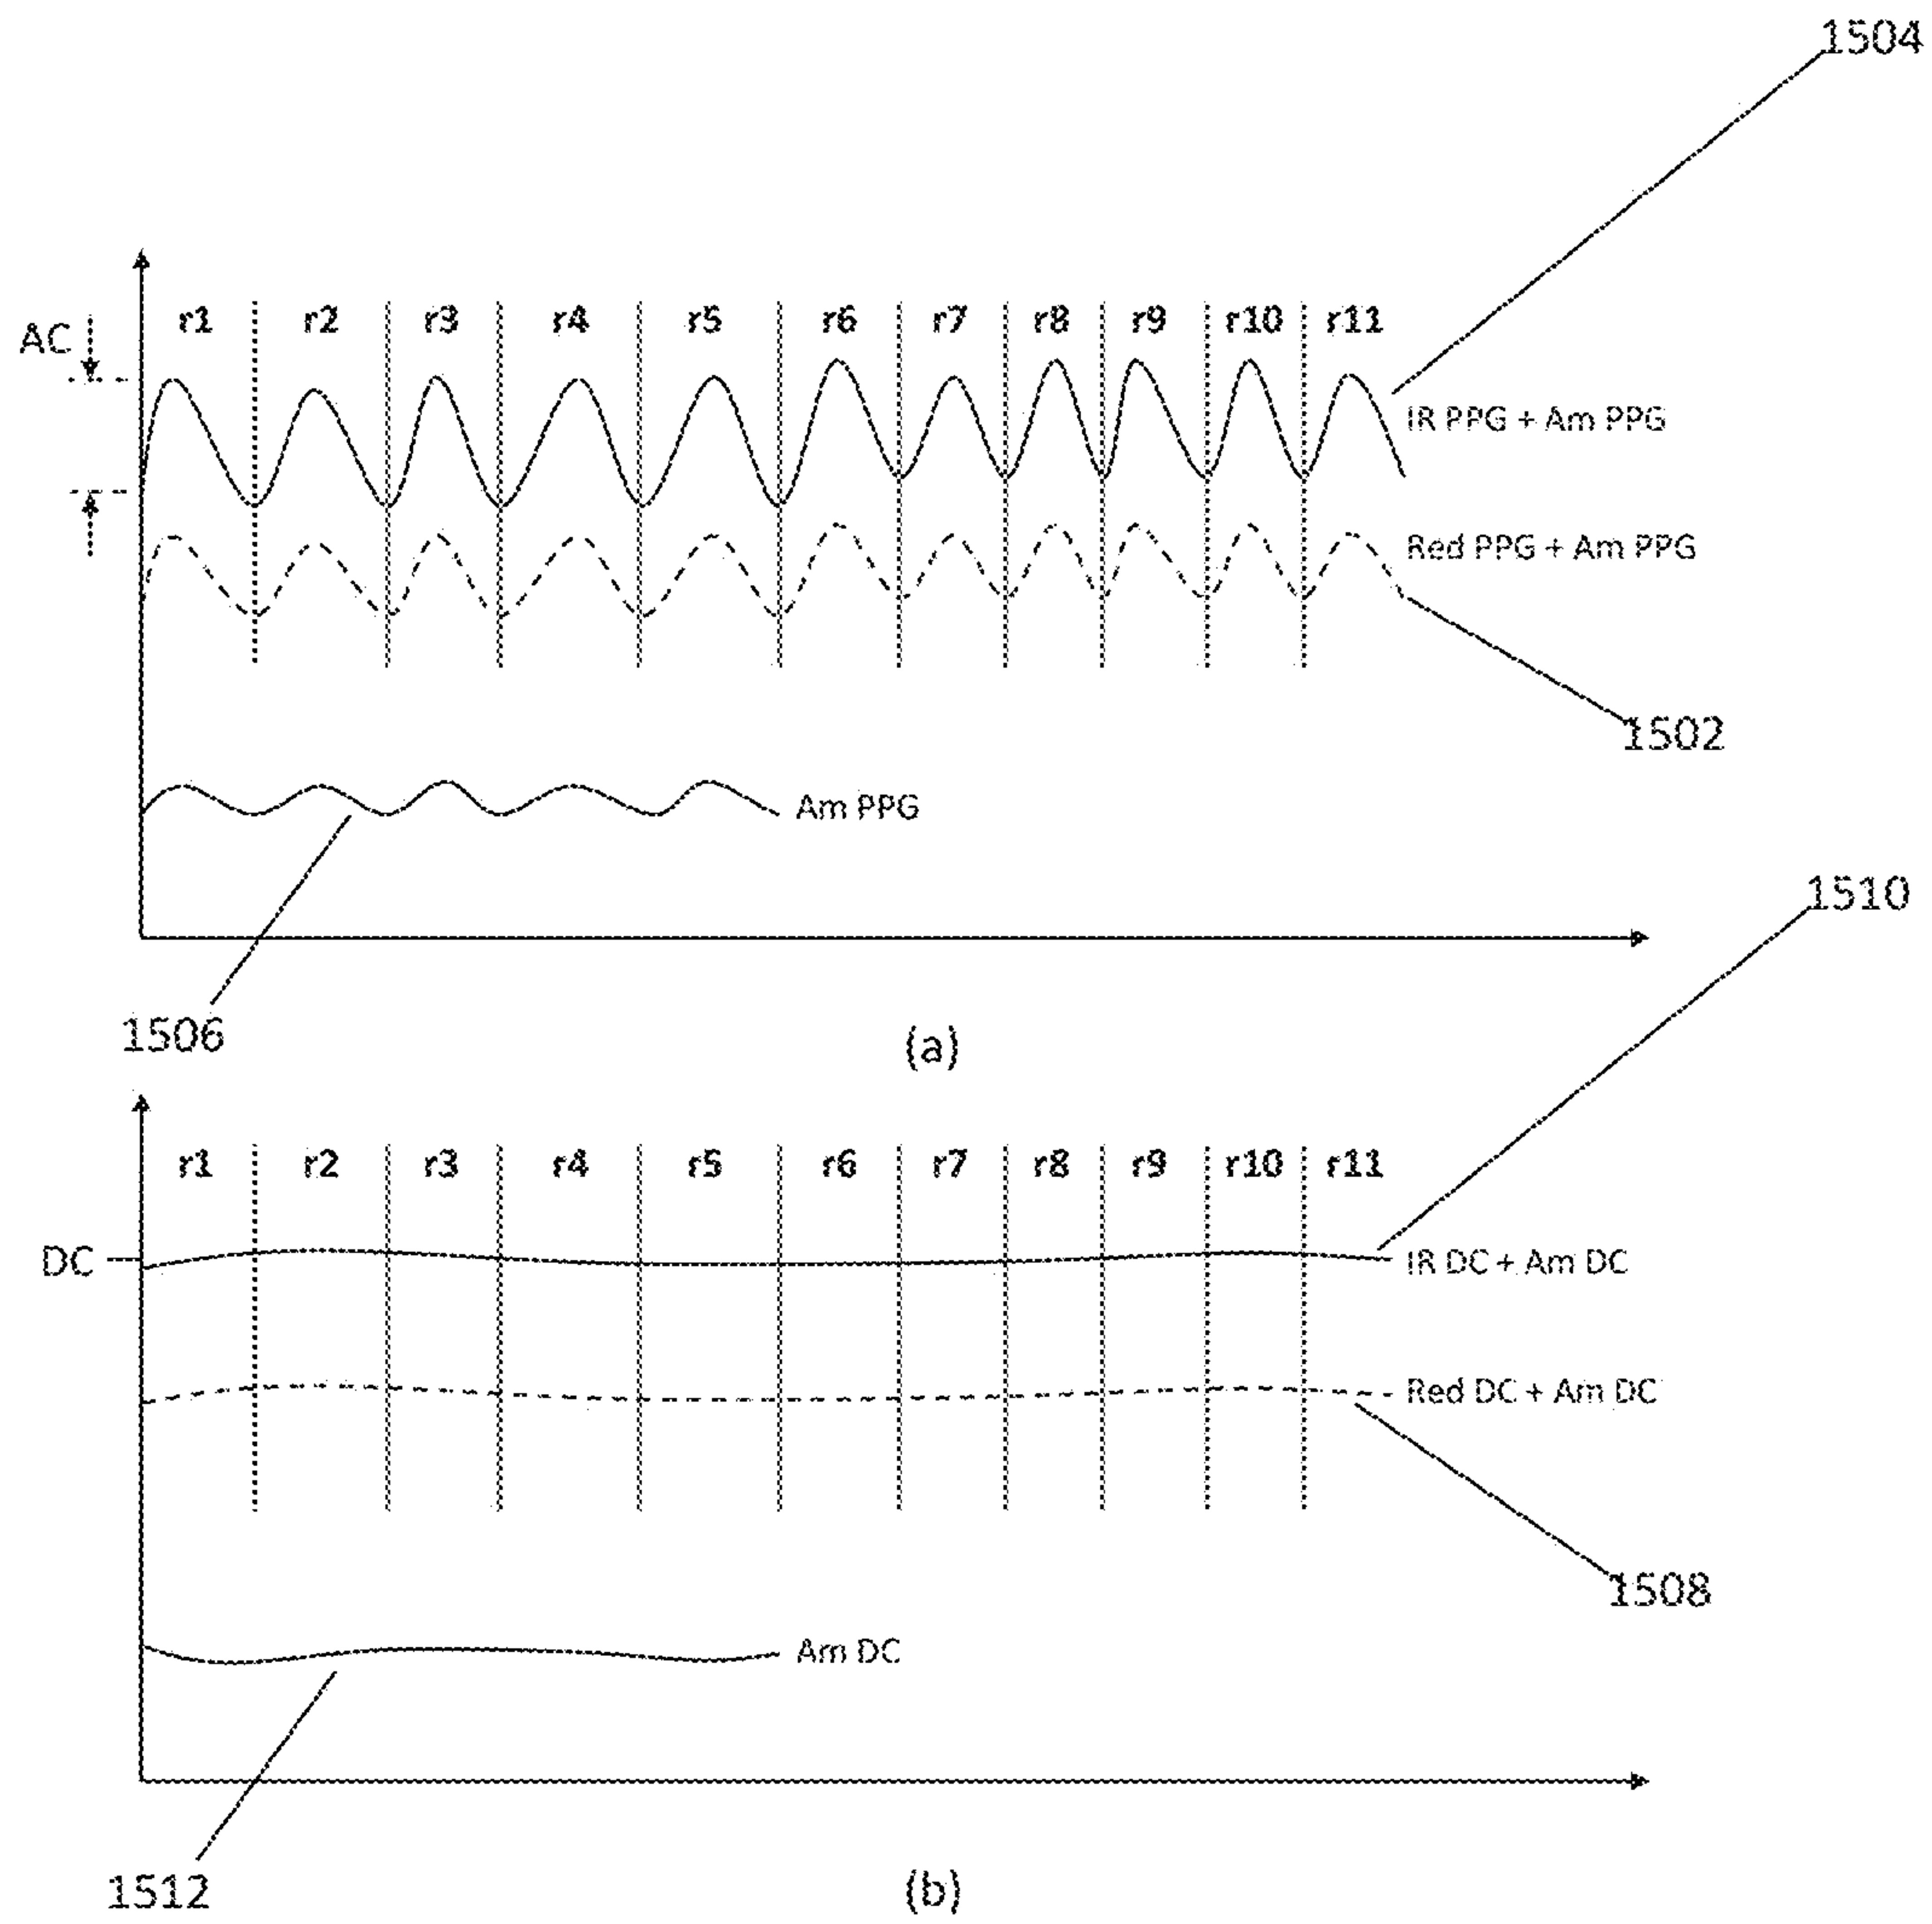 1504
r1 r2 r3 r4 r5 r6 r7 r8 r9 r10 r11
AC
IR PPG + Am PPG
Red PPG + Am PPG
1502
Am PPG
1510
1506
(a)
r1 r2 r3 r4 r5 r6 r7 r8 r9 r10 r11
DC
IR DC + Am DC
Red DC + Am DC
1508
Am DC
1512
(b)